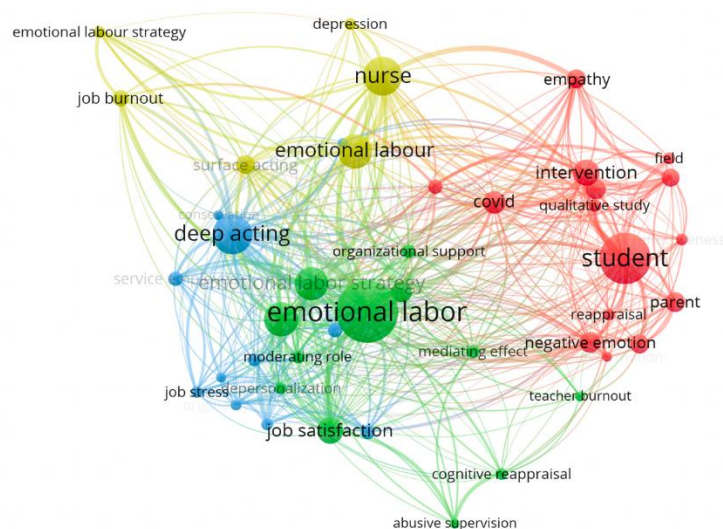 depression
emotional labour strategy
nurse
empathy
job burnout
emotional labour
field
surface acting
intervention
covid
qualitative study
deep acting
organizational support
student
service
emotional labor strategy
emotional labor
parent
reappraisal
negative emotion
mediating effect
moderating role
depersonalization
job stress
teacher burnout
job satisfaction
cognitive reappraisal
abusive supervision